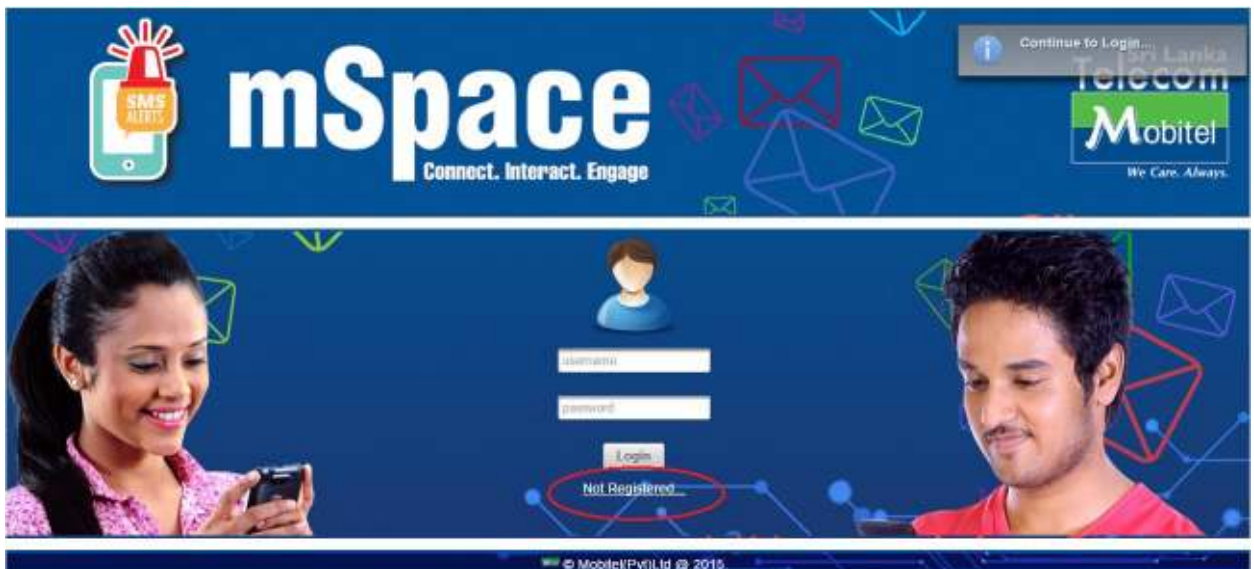 SMS
ALERTS
mSpace
Connect. Interact. Engage
Continue to Login...
Sri Lanka
Telecom
Mobitel
We Care. Always.
username
password
Login
Not Registered...
© Mobitel(Pvt)Ltd @ 2015